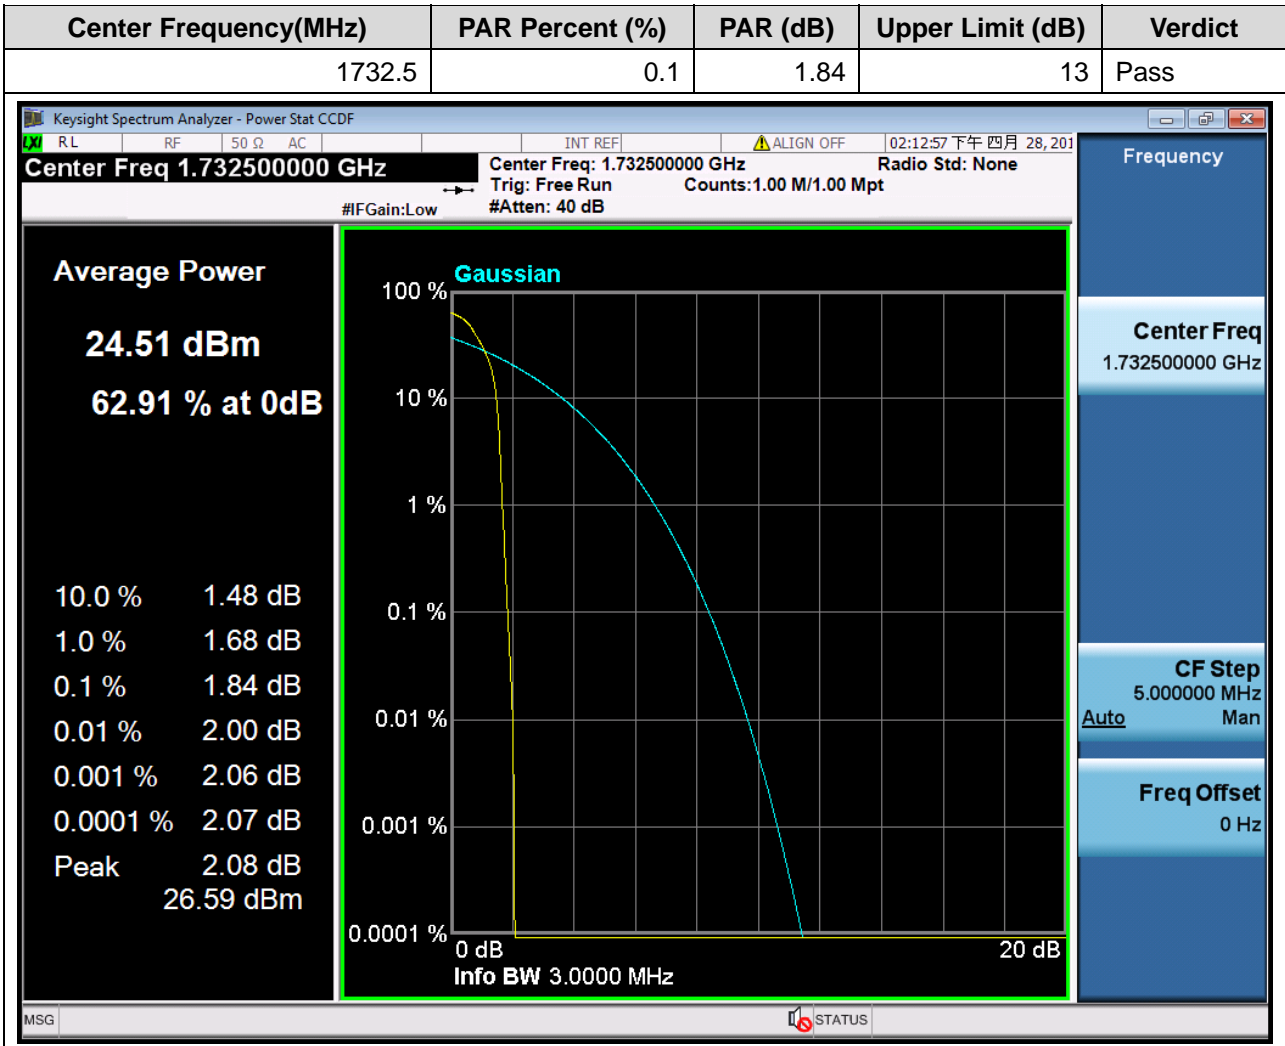 Center Frequency(MHz) PAR Percent (%) PAR (dB) Upper Limit (dB) Verdict
1732.5 0.1 1.84 13 Pass
Keysight Spectrum Analyzer - Power Stat CCDF
LXI RL RF 50 Ω AC INT REF ALIGN OFF 02:12:57 下午 四月 28, 201
Center Freq 1.732500000 GHz
Center Freq: 1.732500000 GHz Radio Std: None
Trig: Free Run Counts:1.00 M/1.00 Mpt
#IFGain:Low #Atten: 40 dB
Average Power
24.51 dBm
62.91 % at 0dB
10.0 % 1.48 dB
1.0 % 1.68 dB
0.1 % 1.84 dB
0.01 % 2.00 dB
0.001 % 2.06 dB
0.0001 % 2.07 dB
Peak 2.08 dB
26.59 dBm
Gaussian
100 %
10 %
1 %
0.1 %
0.01 %
0.001 %
0.0001 %
0 dB 20 dB
Info BW 3.0000 MHz
Frequency
Center Freq
1.732500000 GHz
CF Step
5.000000 MHz
Auto Man
Freq Offset
0 Hz
MSG STATUS